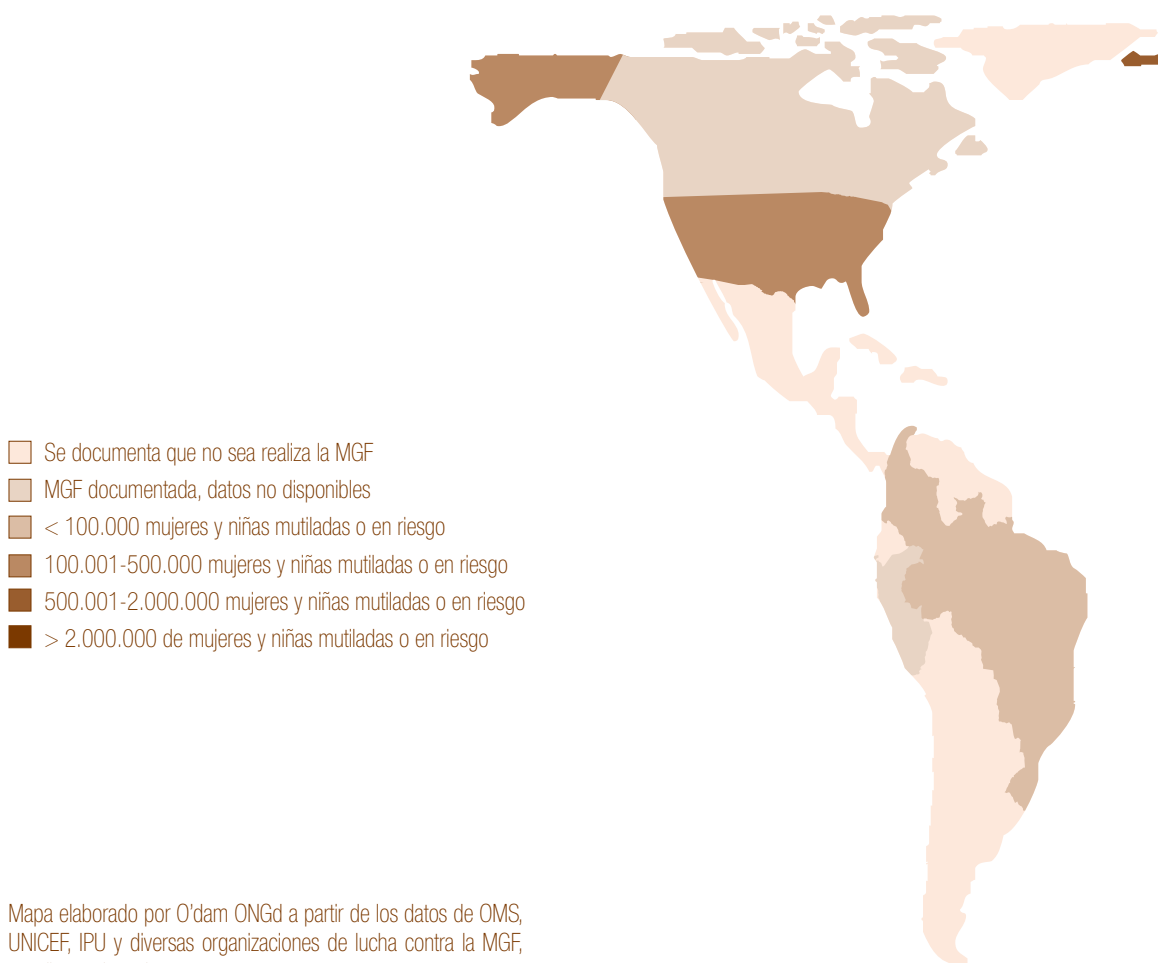 Se documenta que no sea realiza la MGF
MGF documentada, datos no disponibles
< 100.000 mujeres y niñas mutiladas o en riesgo
100.001-500.000 mujeres y niñas mutiladas o en riesgo
500.001-2.000.000 mujeres y niñas mutiladas o en riesgo
> 2.000.000 de mujeres y niñas mutiladas o en riesgo
Mapa elaborado por O'dam ONGd a partir de los datos de OMS,
UNICEF, IPU y diversas organizaciones de lucha contra la MGF,